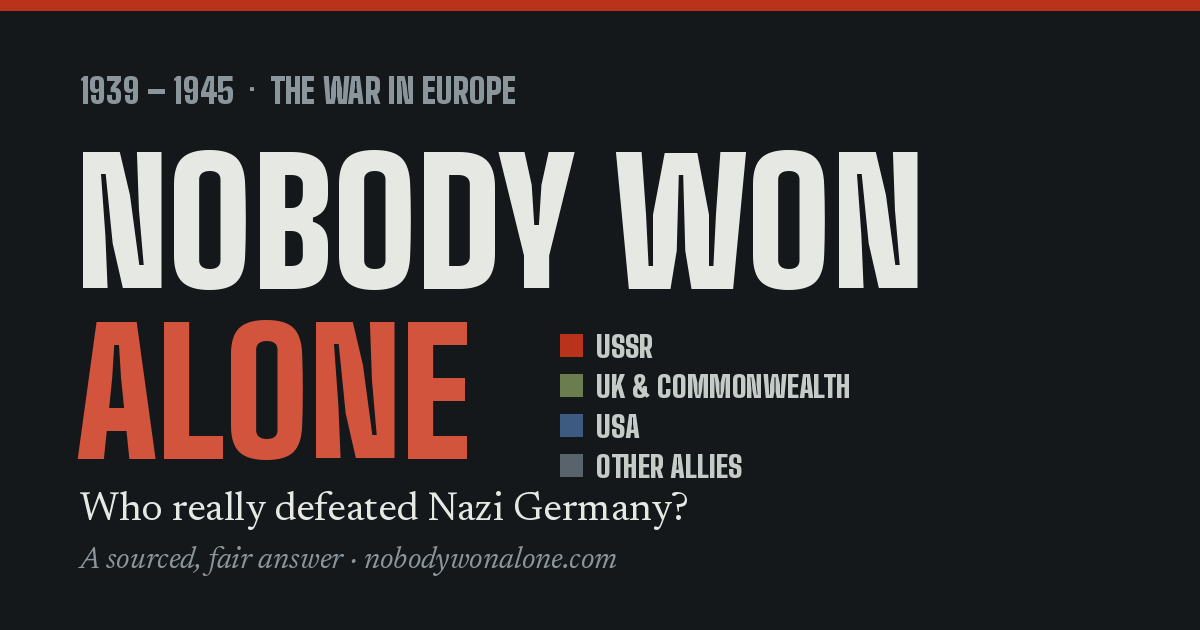 1939 – 1945 · THE WAR IN EUROPE
NOBODY WON
ALONE
USSR
UK & COMMONWEALTH
USA
OTHER ALLIES
Who really defeated Nazi Germany?
A sourced, fair answer · nobodywonalone.com